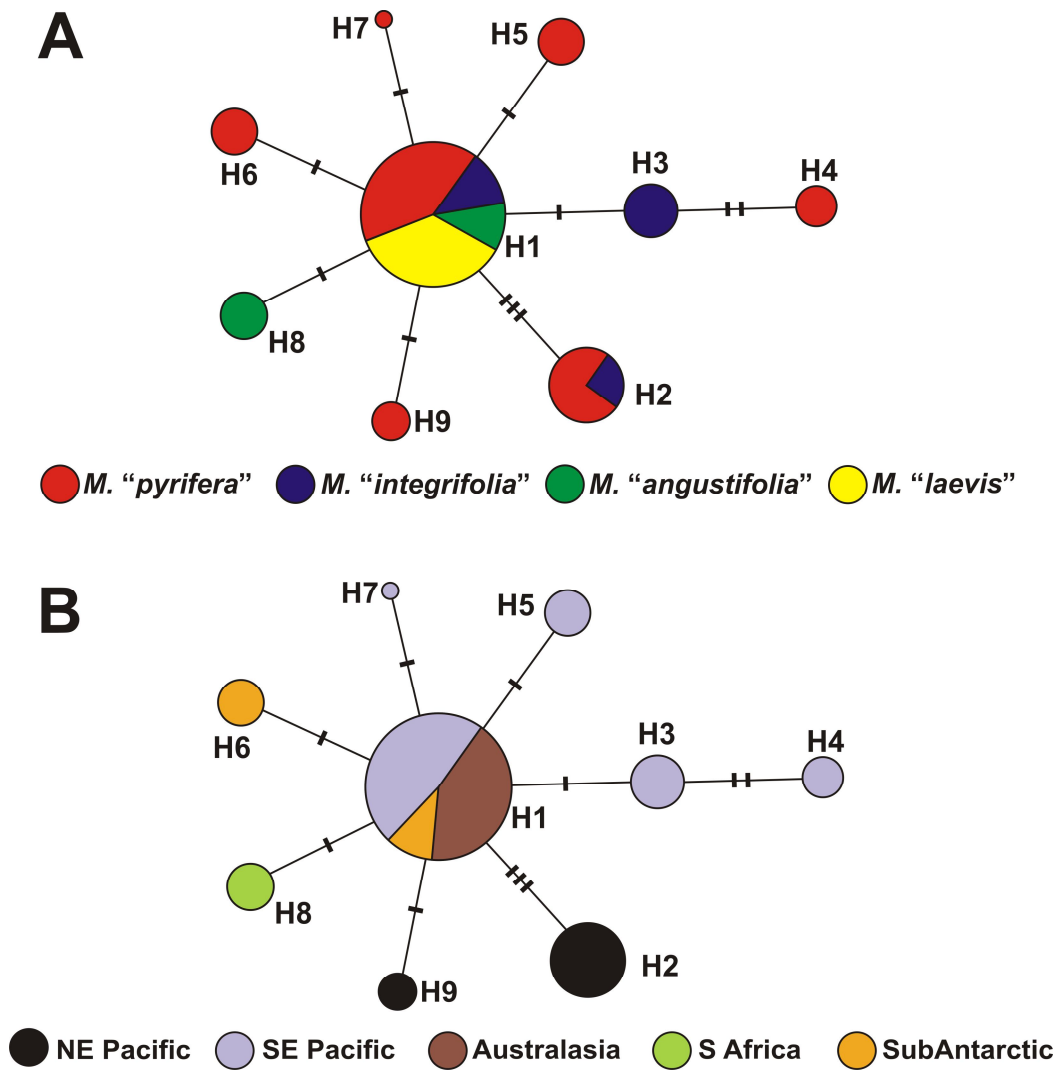 A
H7
H5
H6
H3
H4
H1
H8
H2
H9
M. “pyrifera” M. “integrifolia” M. “angustifolia” M. “laevis”
B
H7
H5
H6
H3
H4
H1
H8
H2
H9
NE Pacific SE Pacific Australasia S Africa SubAntarctic